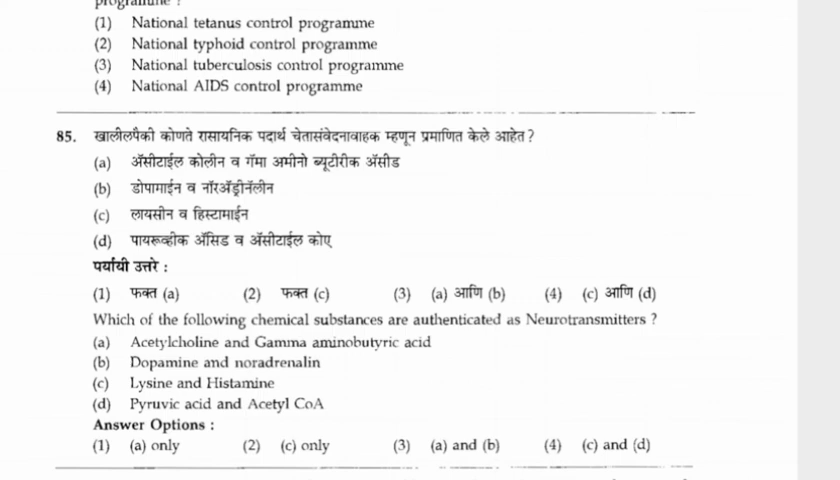 programme ?
(1) National tetanus control programme
(2) National typhoid control programme
(3) National tuberculosis control programme
(4) National AIDS control programme
85. खालीलपैकी कोणते रासायनिक पदार्थ चेतासंवेदनावाहक म्हणून प्रमाणित केले आहेत ?
(a) ॲसीटाईल कोलीन व गॅमा अमीनो ब्यूटीरीक ॲसीड
(b) डोपामाईन व नॉरॲड्रीनॅलीन
(c) लायसीन व हिस्टामाईन
(d) पायरूव्हीक ॲसिड व ॲसीटाईल कोए
पर्यायी उत्तरे :
(1) फक्त (a) (2) फक्त (c) (3) (a) आणि (b) (4) (c) आणि (d)
Which of the following chemical substances are authenticated as Neurotransmitters ?
(a) Acetylcholine and Gamma aminobutyric acid
(b) Dopamine and noradrenalin
(c) Lysine and Histamine
(d) Pyruvic acid and Acetyl CoA
Answer Options :
(1) (a) only (2) (c) only (3) (a) and (b) (4) (c) and (d)